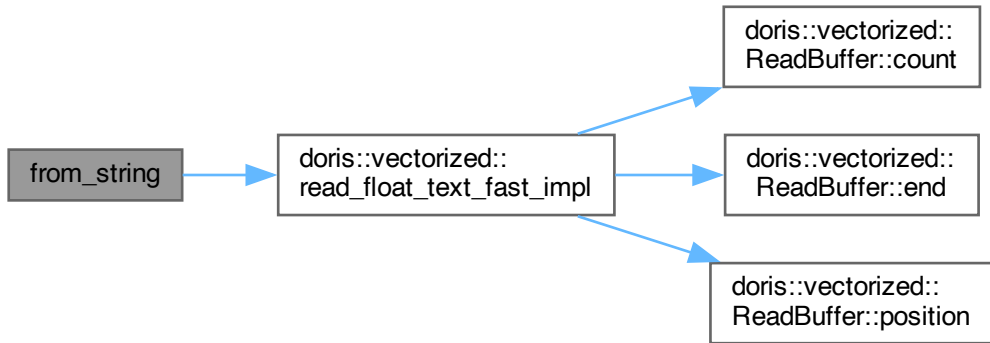 from_string
doris::vectorized::
read_float_text_fast_impl
doris::vectorized::
ReadBuffer::count
doris::vectorized::
ReadBuffer::end
doris::vectorized::
ReadBuffer::position